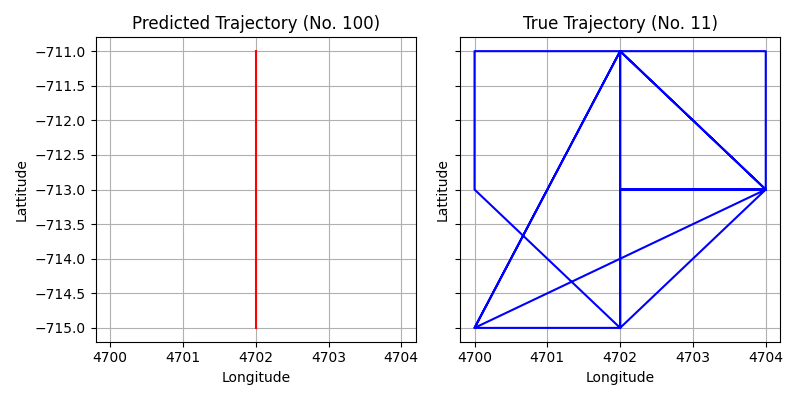 Predicted Trajectory (No. 100)
True Trajectory (No. 11)
−711.0
−711.5
−712.0
−712.5
−713.0
−713.5
−714.0
−714.5
−715.0
Lattitude
Lattitude
4700 4701 4702 4703 4704
4700 4701 4702 4703 4704
Longitude
Longitude